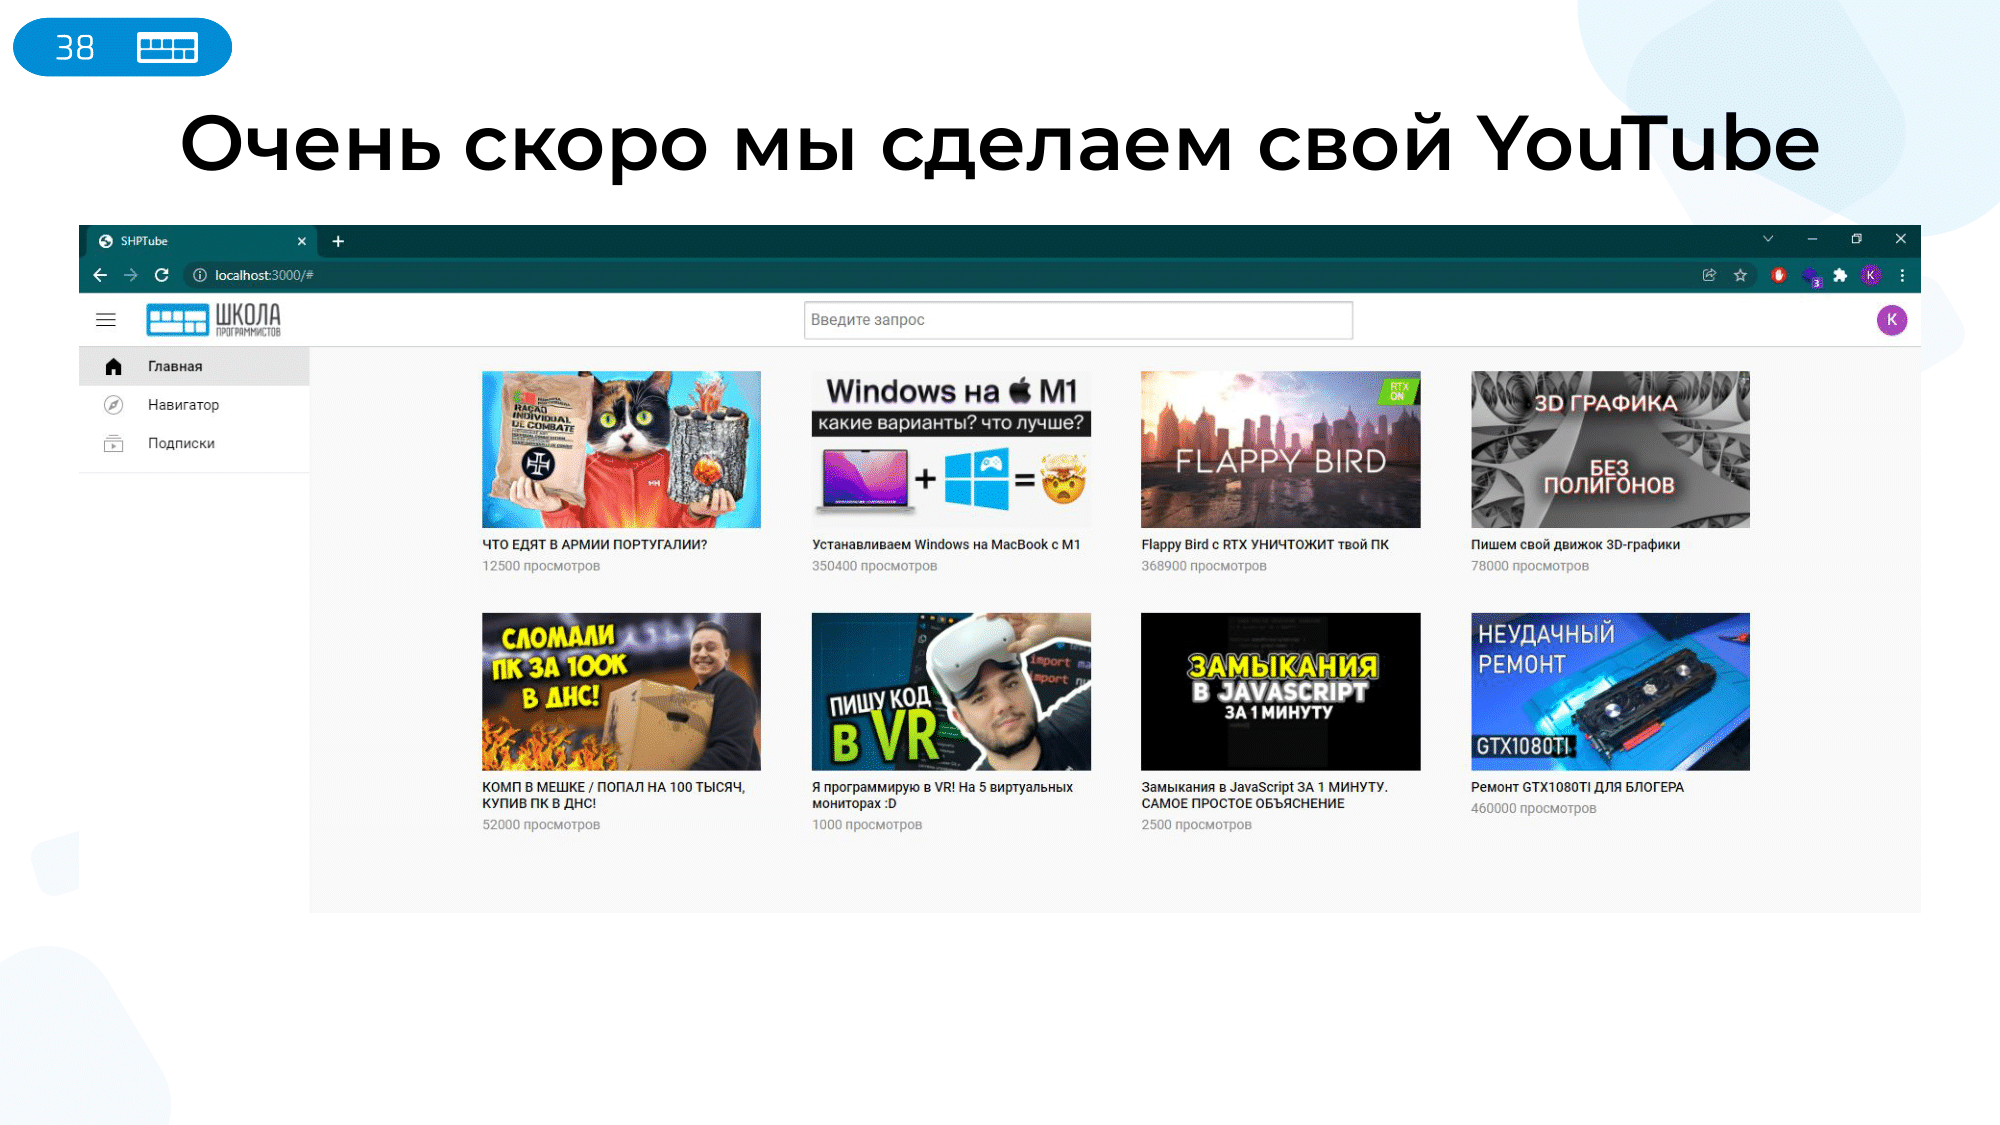 38
Очень скоро мы сделаем свой YouTube
SHPTube
localhost:3000/#
3
K
ШКОЛА
ПРОГРАММИСТОВ
Введите запрос
K
Главная
Навигатор
Подписки
RAÇÃO
INDIVIDUAL
DE COMBATE
HH
Windows на M1
какие варианты? что лучше?
+ =
RTX
ON
FLAPPY BIRD
3D ГРАФИКА
БЕЗ
ПОЛИГОНОВ
ЧТО ЕДЯТ В АРМИИ ПОРТУГАЛИИ?
12500 просмотров
Устанавливаем Windows на MacBook с M1
350400 просмотров
Flappy Bird с RTX УНИЧТОЖИТ твой ПК
368900 просмотров
Пишем свой движок 3D-графики
78000 просмотров
СЛОМАЛИ
ПК ЗА 100К
В ДНС!
import
import
ПИШУ КОД
В VR
ЗАМЫКАНИЯ
В JAVASCRIPT
ЗА 1 МИНУТУ
НЕУДАЧНЫЙ
РЕМОНТ
GTX1080TI
КОМП В МЕШКЕ / ПОПАЛ НА 100 ТЫСЯЧ,
КУПИВ ПК В ДНС!
52000 просмотров
Я программирую в VR! На 5 виртуальных
мониторах :D
1000 просмотров
Замыкания в JavaScript ЗА 1 МИНУТУ.
САМОЕ ПРОСТОЕ ОБЪЯСНЕНИЕ
2500 просмотров
Ремонт GTX1080TI ДЛЯ БЛОГЕРА
460000 просмотров